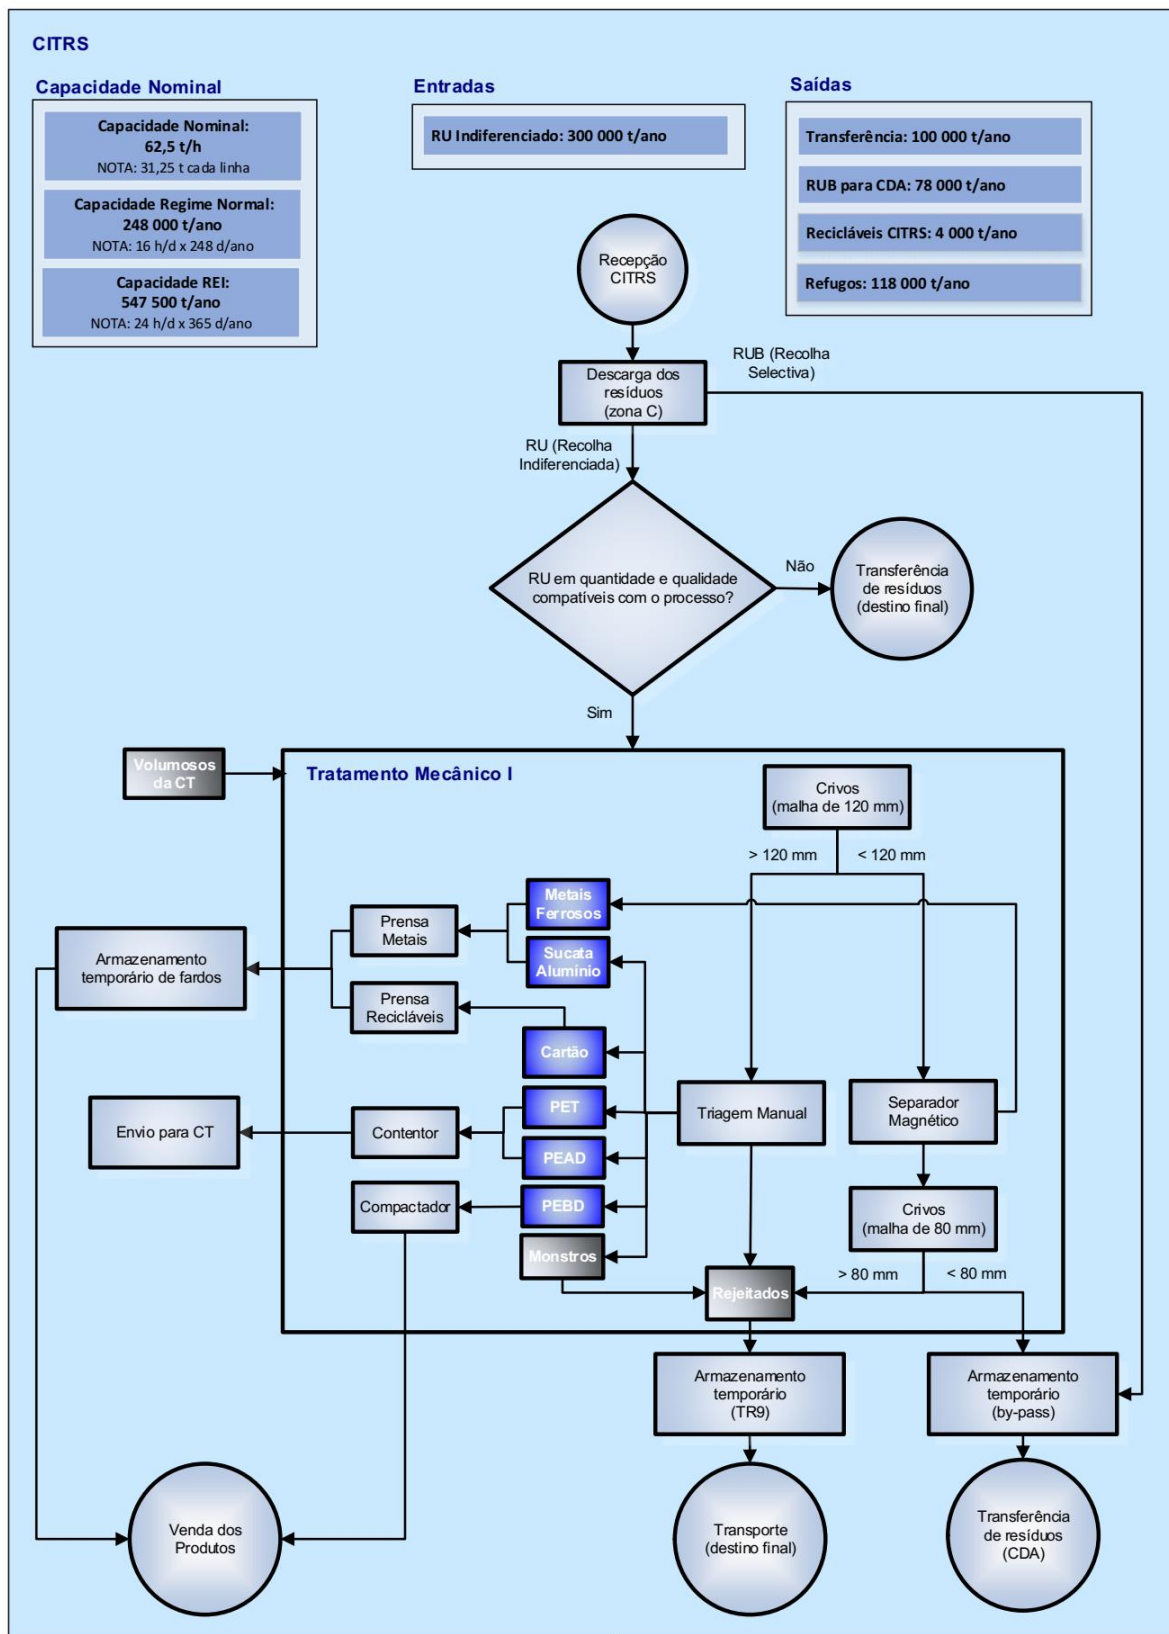 CITRS
Capacidade Nominal
Capacidade Nominal:
62,5 t/h
NOTA: 31,25 t cada linha
Capacidade Regime Normal:
248 000 t/ano
NOTA: 16 h/d x 248 d/ano
Capacidade REI:
547 500 t/ano
NOTA: 24 h/d x 365 d/ano
Entradas
RU Indiferenciado: 300 000 t/ano
Saídas
Transferência: 100 000 t/ano
RUB para CDA: 78 000 t/ano
Recicláveis CITRS: 4 000 t/ano
Refugos: 118 000 t/ano
Recepção
CITRS
Descarga dos
resíduos
(zona C)
RUB (Recolha
Selectiva)
RU (Recolha
Indiferenciada)
RU em quantidade e qualidade
compatíveis com o processo?
Não
Transferência
de resíduos
(destino final)
Sim
Volumosos
da CT
Tratamento Mecânico I
Crivos
(malha de 120 mm)
> 120 mm
< 120 mm
Metais
Ferrosos
Prensa
Metais
Sucata
Alumínio
Armazenamento
temporário de fardos
Prensa
Recicláveis
Cartão
PET
Triagem Manual
Separador
Magnético
Envio para CT
Contentor
PEAD
PEBD
Compactador
Crivos
(malha de 80 mm)
Monstros
> 80 mm
< 80 mm
Rejeitados
Armazenamento
temporário
(TR9)
Armazenamento
temporário
(by-pass)
Venda dos
Produtos
Transporte
(destino final)
Transferência
de resíduos
(CDA)